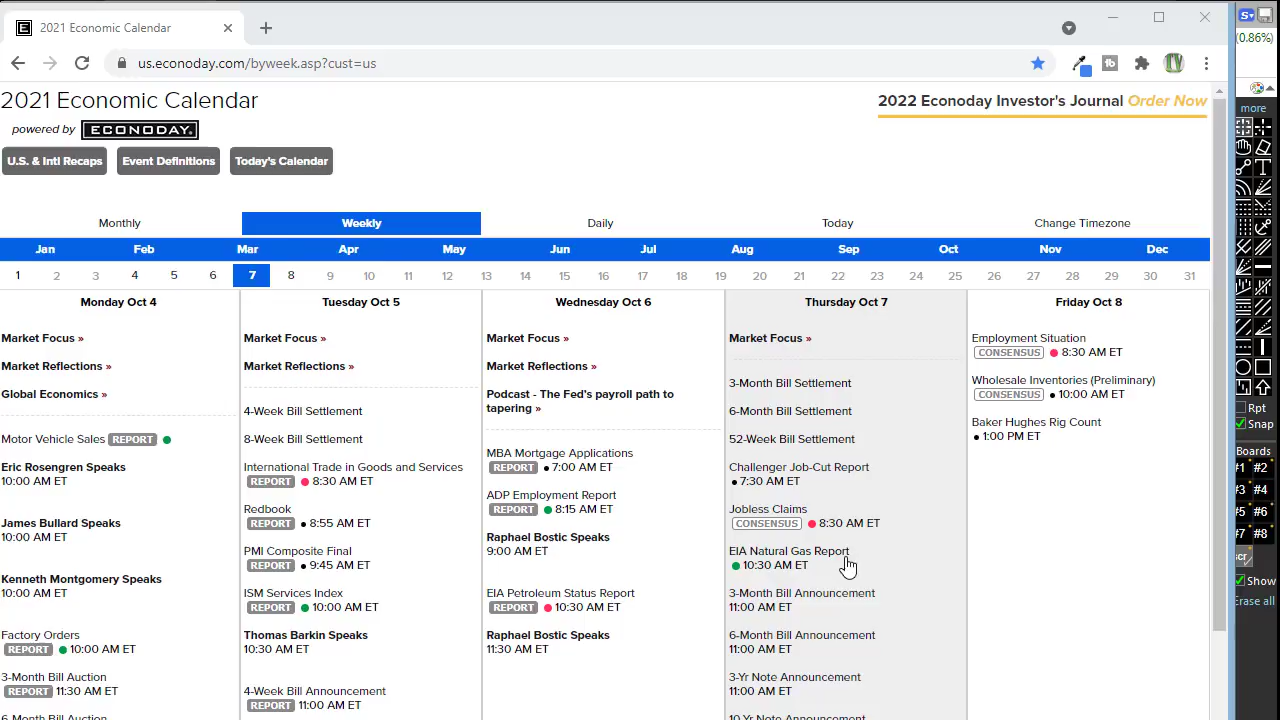 2021 Economic Calendar
us.econoday.com/byweek.asp?cust=us
(0.86%)
2021 Economic Calendar
2022 Econoday Investor's Journal Order Now
powered by ECONODAY.
U.S. & Intl Recaps Event Definitions Today's Calendar
Monthly Weekly Daily Today Change Timezone
Jan Feb Mar Apr May Jun Jul Aug Sep Oct Nov Dec
1 2 3 4 5 6 7 8 9 10 11 12 13 14 15 16 17 18 19 20 21 22 23 24 25 26 27 28 29 30 31
Monday Oct 4
Market Focus »
Market Reflections »
Global Economics »
Motor Vehicle Sales REPORT
Eric Rosengren Speaks
10:00 AM ET
James Bullard Speaks
10:00 AM ET
Kenneth Montgomery Speaks
10:00 AM ET
Factory Orders
REPORT 10:00 AM ET
3-Month Bill Auction
REPORT 11:30 AM ET
6-Month Bill Auction
Tuesday Oct 5
Market Focus »
Market Reflections »
4-Week Bill Settlement
8-Week Bill Settlement
International Trade in Goods and Services
REPORT 8:30 AM ET
Redbook
REPORT 8:55 AM ET
PMI Composite Final
REPORT 9:45 AM ET
ISM Services Index
REPORT 10:00 AM ET
Thomas Barkin Speaks
10:30 AM ET
4-Week Bill Announcement
REPORT 11:00 AM ET
Wednesday Oct 6
Market Focus »
Market Reflections »
Podcast - The Fed's payroll path to
tapering »
MBA Mortgage Applications
REPORT 7:00 AM ET
ADP Employment Report
REPORT 8:15 AM ET
Raphael Bostic Speaks
9:00 AM ET
EIA Petroleum Status Report
REPORT 10:30 AM ET
Raphael Bostic Speaks
11:30 AM ET
Thursday Oct 7
Market Focus »
3-Month Bill Settlement
6-Month Bill Settlement
52-Week Bill Settlement
Challenger Job-Cut Report
7:30 AM ET
Jobless Claims
CONSENSUS 8:30 AM ET
EIA Natural Gas Report
10:30 AM ET
3-Month Bill Announcement
11:00 AM ET
6-Month Bill Announcement
11:00 AM ET
3-Yr Note Announcement
11:00 AM ET
10-Yr Note Announcement
Friday Oct 8
Employment Situation
CONSENSUS 8:30 AM ET
Wholesale Inventories (Preliminary)
CONSENSUS 10:00 AM ET
Baker Hughes Rig Count
1:00 PM ET
more
Rpt
Snap
Boards
#1 #2
#3 #4
#5 #6
#7 #8
scr
Show
Erase all